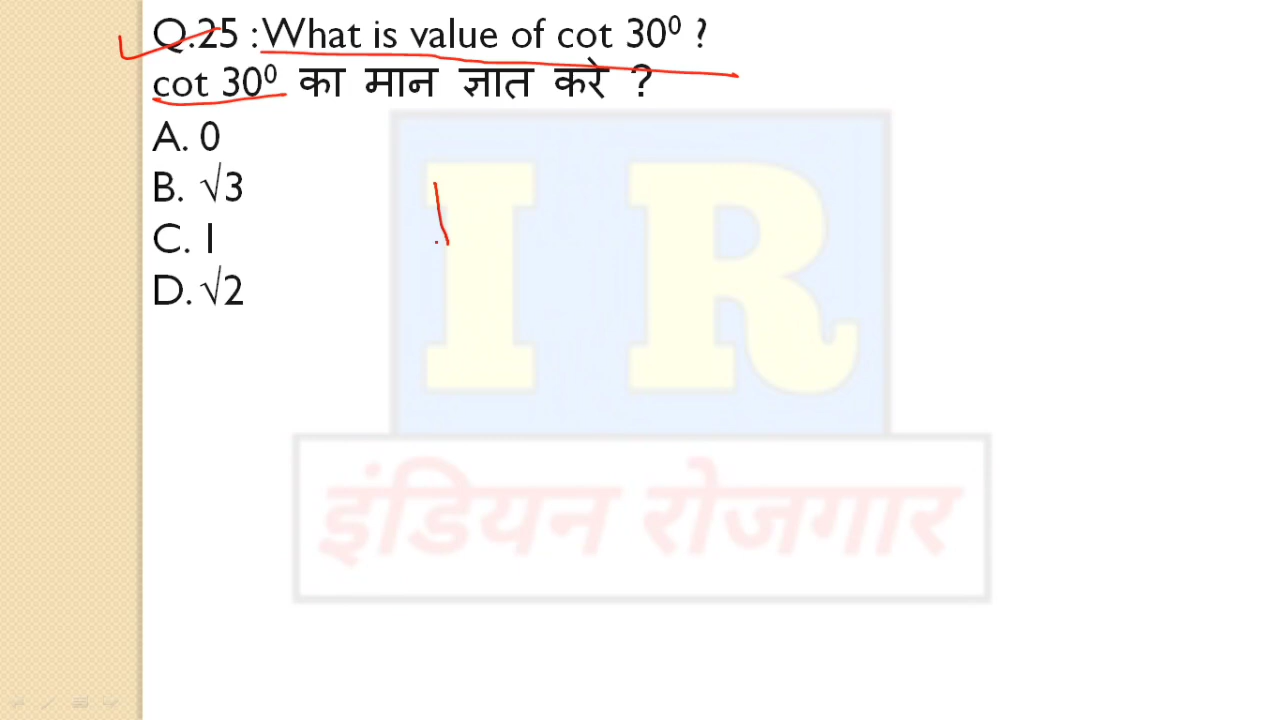 Q.25 : What is value of cot 30⁰ ?
cot 30⁰ का मान ज्ञात करे ?
A. 0
B. √3
C. 1
D. √2
I R
इंडियन रोजगार